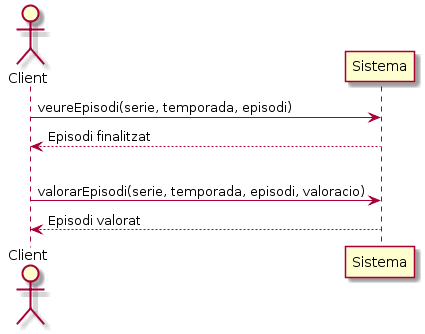 Client
Sistema
veureEpisodi(serie, temporada, episodi)
Episodi finalitzat
valorarEpisodi(serie, temporada, episodi, valoracio)
Episodi valorat
Client
Sistema